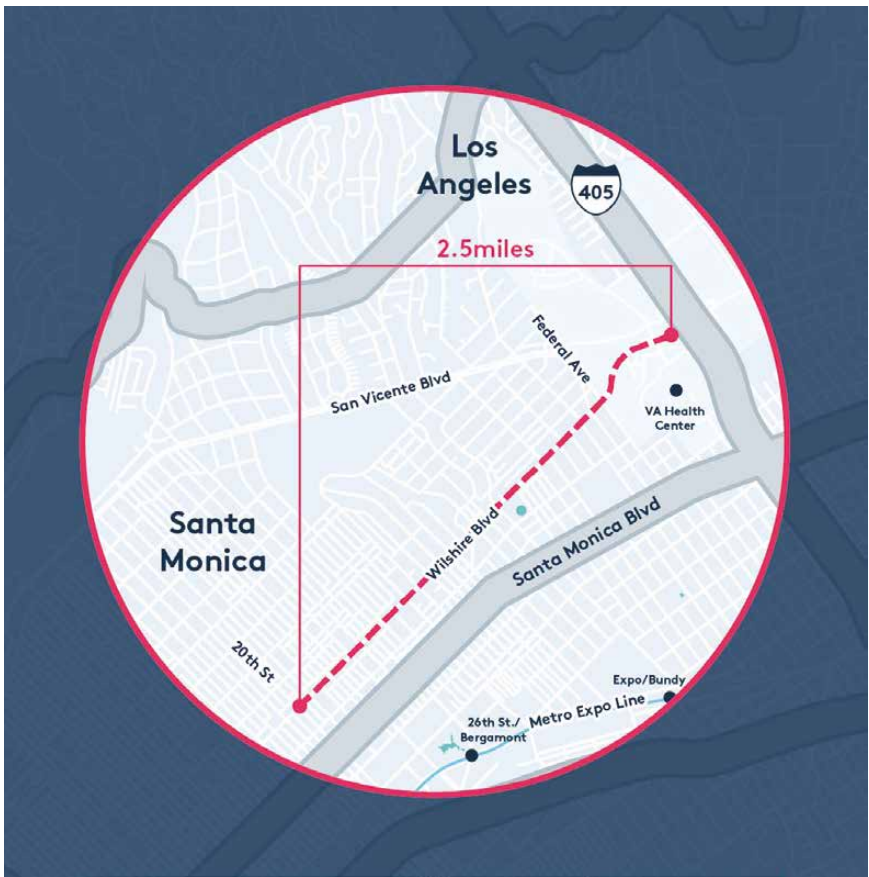 Los
Angeles
405
2.5miles
Federal Ave
San Vicente Blvd
VA Health
Center
Santa
Monica
Wilshire Blvd
Santa Monica Blvd
20th St
Expo/Bundy
Metro Expo Line
26th St./
Bergamont